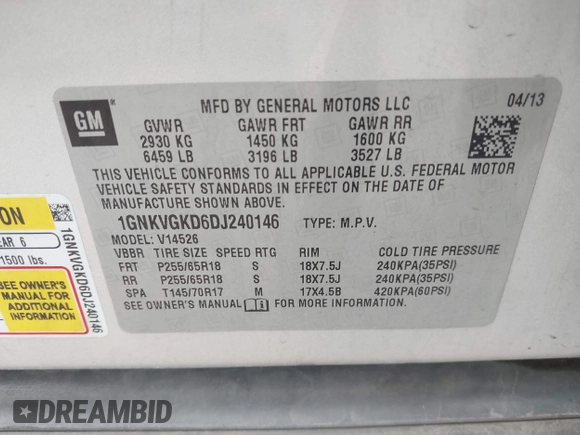 GM
MFD BY GENERAL MOTORS LLC
04/13
GVWR GAWR FRT GAWR RR
2930 KG 1450 KG 1600 KG
6459 LB 3196 LB 3527 LB
THIS VEHICLE CONFORMS TO ALL APPLICABLE U.S. FEDERAL MOTOR
VEHICLE SAFETY STANDARDS IN EFFECT ON THE DATE OF
MANUFACTURE SHOWN ABOVE.
1GNKVGKD6DJ240146 TYPE: M.P.V.
MODEL: V14526
VBBR TIRE SIZE SPEED RTG RIM COLD TIRE PRESSURE
FRT P255/65R18 S 18X7.5J 240KPA(35PSI)
RR P255/65R18 S 18X7.5J 240KPA(35PSI)
SPA T145/70R17 M 17X4.5B 420KPA(60PSI)
SEE OWNER'S MANUAL FOR MORE INFORMATION.
EAR 6
1500 lbs.
SEE OWNER'S
MANUAL FOR
ADDITIONAL
INFORMATION
1GNKVGKD6DJ240146
DREAMBID